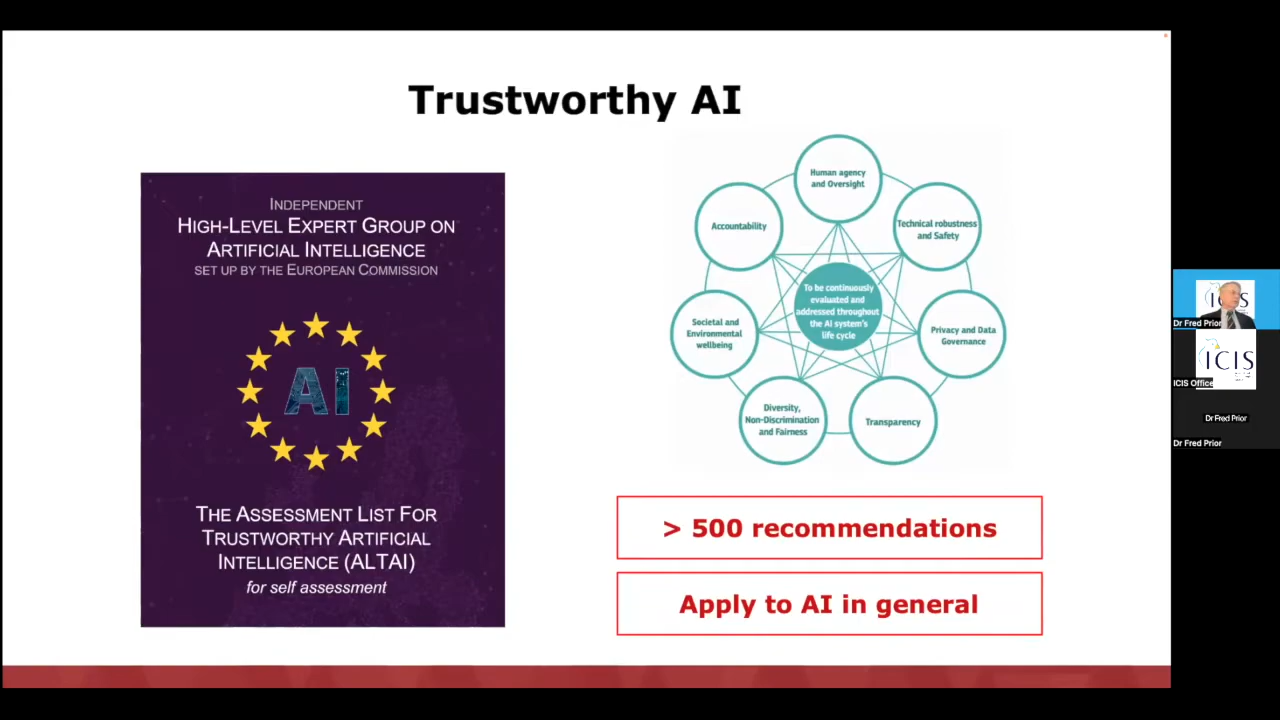 Trustworthy AI
INDEPENDENT
HIGH-LEVEL EXPERT GROUP ON
ARTIFICIAL INTELLIGENCE
SET UP BY THE EUROPEAN COMMISSION
AI
THE ASSESSMENT LIST FOR
TRUSTWORTHY ARTIFICIAL
INTELLIGENCE (ALTAI)
for self assessment
Human agency
and Oversight
Technical robustness
and Safety
Privacy and Data
Governance
Transparency
Diversity,
Non-Discrimination
and Fairness
Societal and
Environmental
wellbeing
Accountability
To be continuously
evaluated and
addressed throughout
the AI system's
life cycle
> 500 recommendations
Apply to AI in general
ICIS
Dr Fred Prior
ICIS
ICIS Office
Dr Fred Prior
Dr Fred Prior